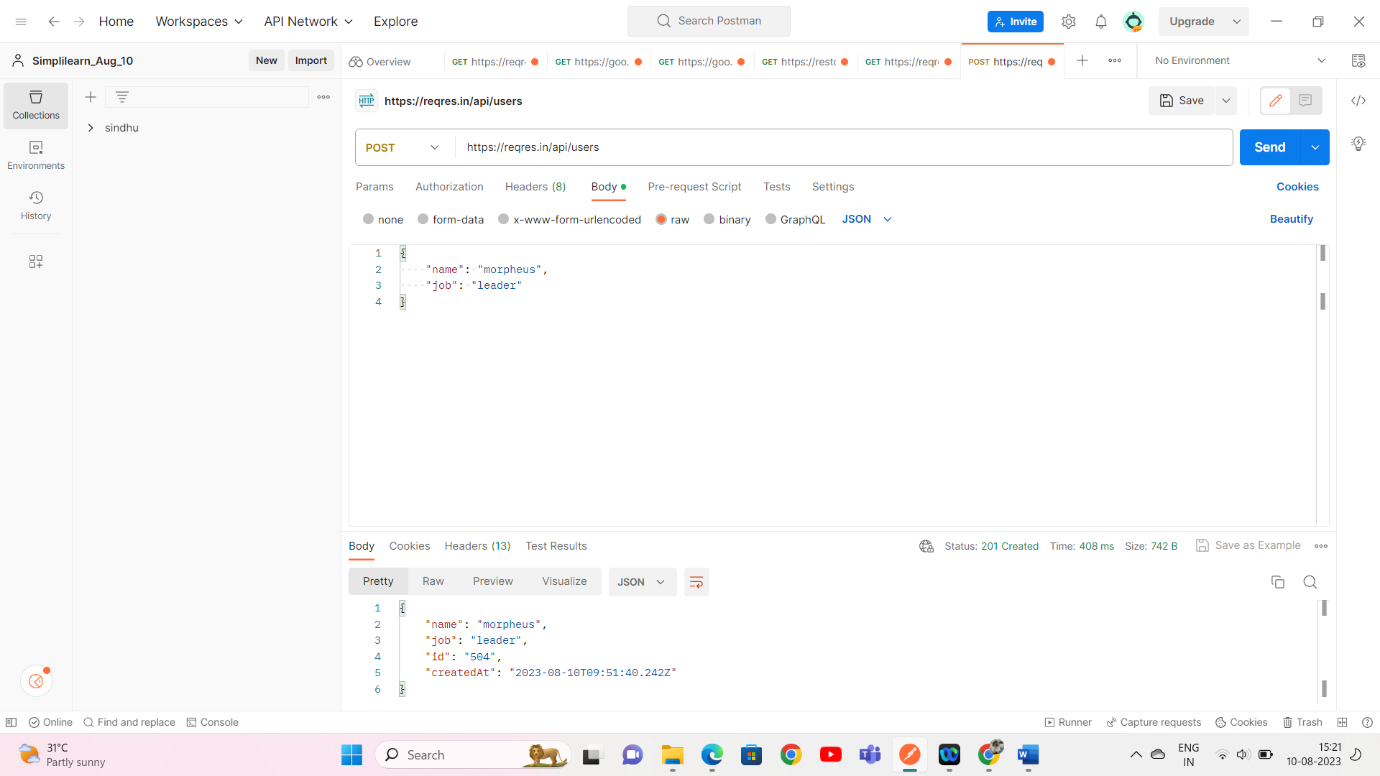 Home Workspaces API Network Explore Search Postman Invite Upgrade
Simplilearn_Aug_10 New Import Overview GET https://reqr GET https://goo. GET https://goo. GET https://resto GET https://reqr POST https://req No Environment
HTTP https://reqres.in/api/users Save
Collections
sindhu
POST https://reqres.in/api/users Send
Environments
Params Authorization Headers (8) Body Pre-request Script Tests Settings Cookies
History
none form-data x-www-form-urlencoded raw binary GraphQL JSON Beautify
1 {
2 "name": "morpheus",
3 "job": "leader"
4 }
Body Cookies Headers (13) Test Results Status: 201 Created Time: 408 ms Size: 742 B Save as Example
Pretty Raw Preview Visualize JSON
1 {
2 "name": "morpheus",
3 "job": "leader",
4 "id": "504",
5 "createdAt": "2023-08-10T09:51:40.242Z"
6 }
Online Find and replace Console Runner Capture requests Cookies Trash
31°C
Partly sunny
Search
ENG
IN
15:21
10-08-2023